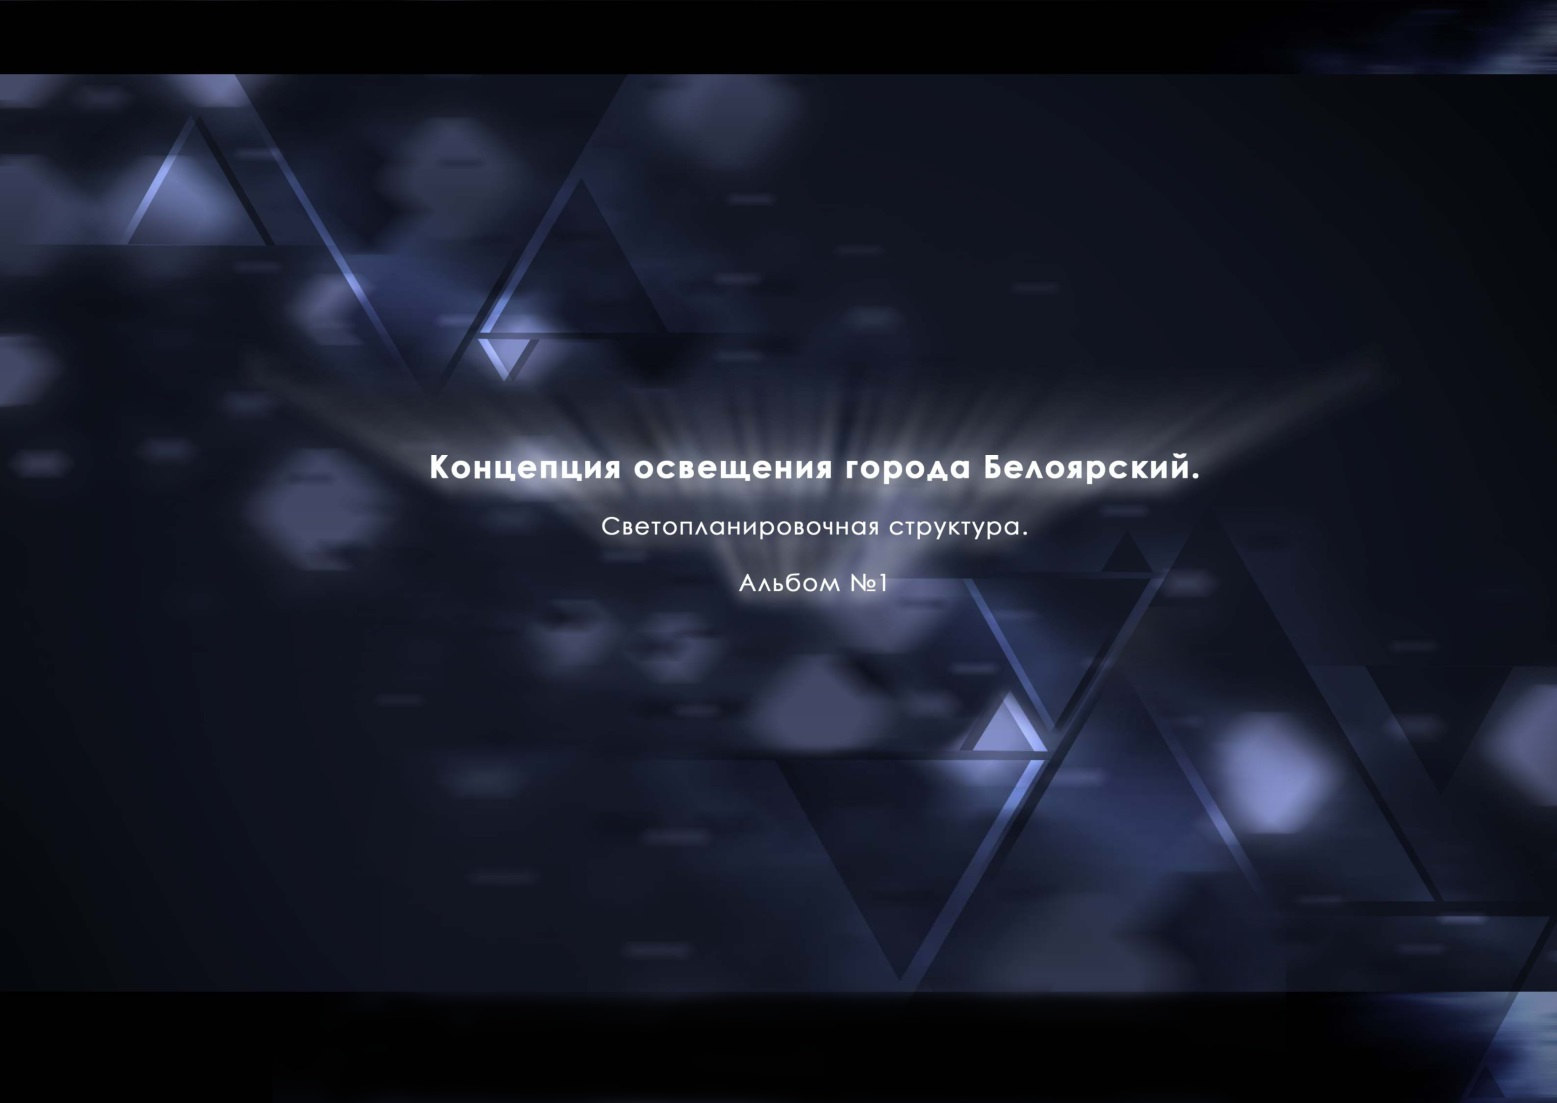 Концепция освещения города Белоярский.
Светопланировочная структура.
Альбом №1